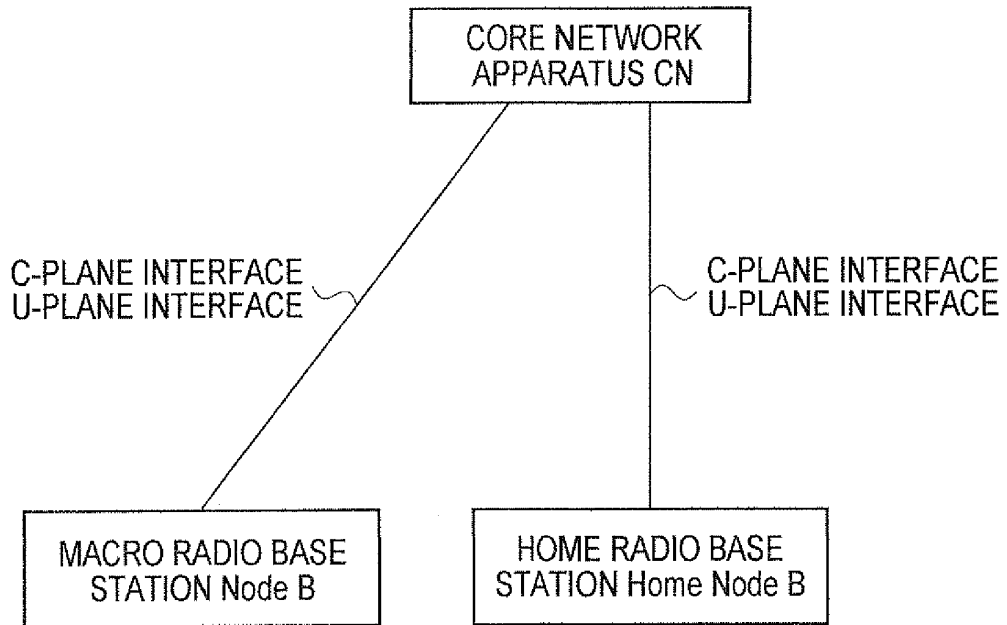 CORE NETWORK
APPARATUS CN
C-PLANE INTERFACE
U-PLANE INTERFACE
C-PLANE INTERFACE
U-PLANE INTERFACE
MACRO RADIO BASE
STATION Node B
HOME RADIO BASE
STATION Home Node B